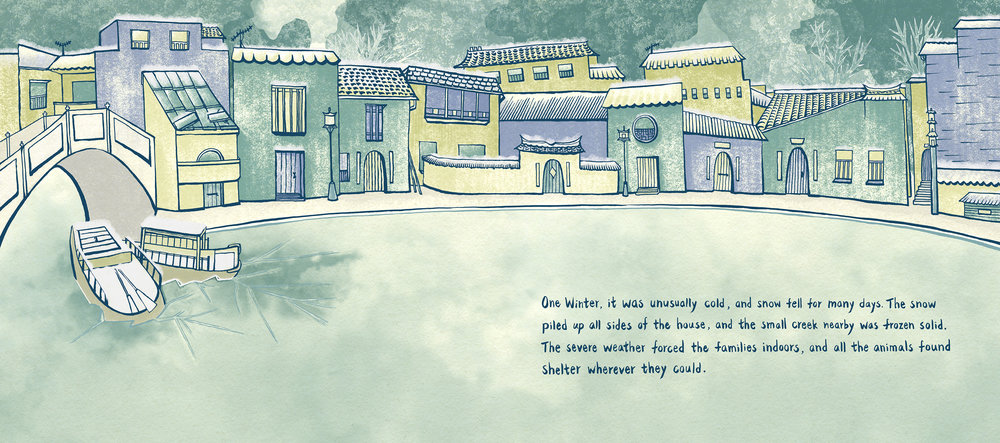 One Winter, it was unusually cold, and snow fell for many days. The snow
piled up all sides of the house, and the small creek nearby was frozen solid.
The severe weather forced the families indoors, and all the animals found
shelter wherever they could.